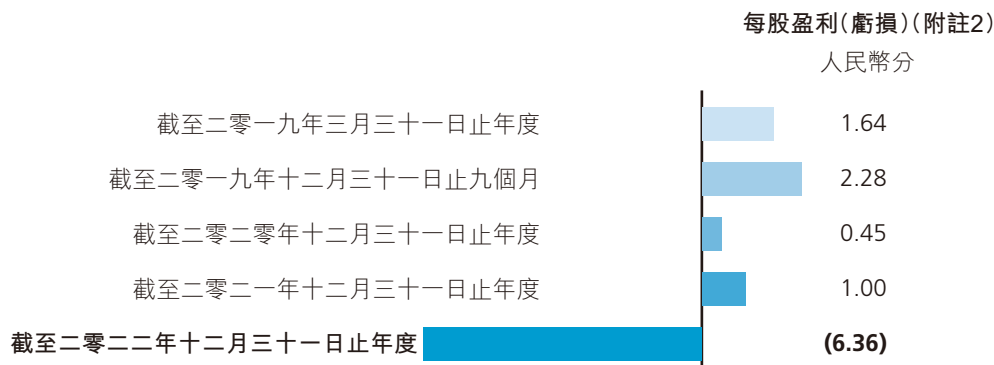 每股盈利(虧損)(附註2)
人民幣分
截至二零一九年三月三十一日止年度 1.64
截至二零一九年十二月三十一日止九個月 2.28
截至二零二零年十二月三十一日止年度 0.45
截至二零二一年十二月三十一日止年度 1.00
截至二零二二年十二月三十一日止年度 (6.36)